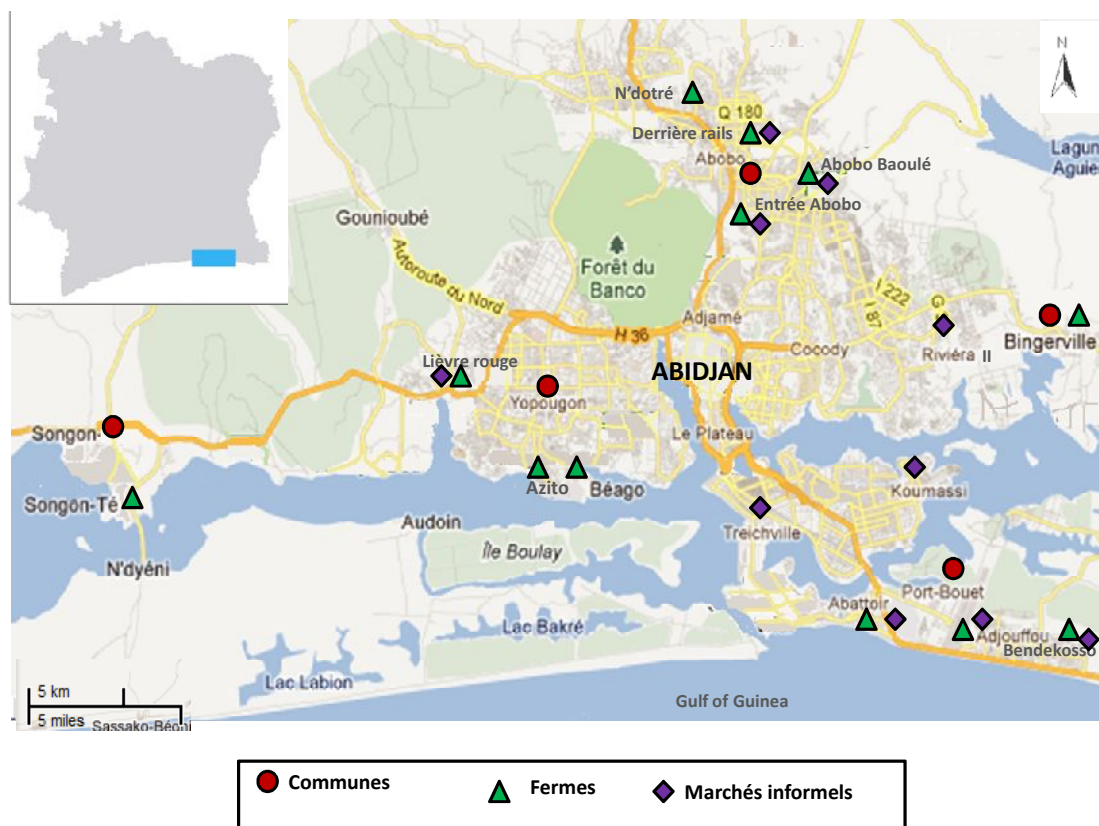 N
N'dotré
Q 180
Derrière rails
Abobo
Abobo Baoulé
Lagun
Aguie
Entrée Abobo
Gounioubé
Autoroute du Nord
Forêt du
Banco
I 222
I 87
G
Adjamé
H 36
Cocody
Riviéra II
Bingerville
Lièvre rouge
ABIDJAN
Yopougon
Songon-
Le Plateau
Azito
Béago
Koumassi
Songon-Té
Audoin
Treichville
Île Boulay
N'dyéni
Port-Bouet
Abattoir
Lac Bakré
Adjouffou
Bendekosso
Lac Labion
5 km
5 miles
Sassako-Bégni
Gulf of Guinea
Communes
Fermes
Marchés informels